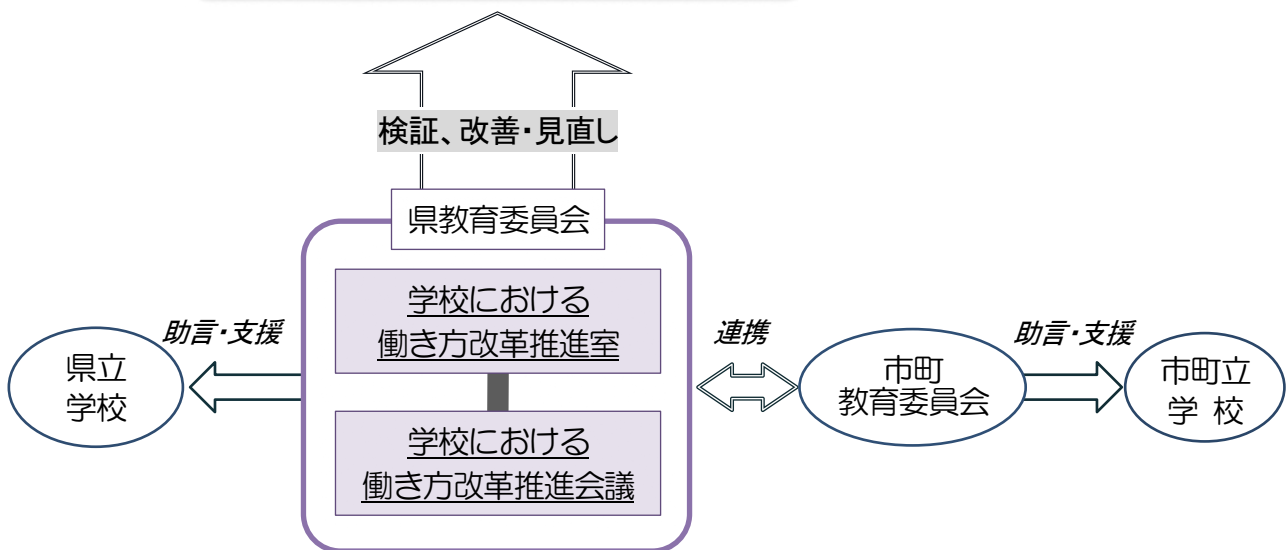 検証、改善・見直し
県教育委員会
学校における
働き方改革推進室
学校における
働き方改革推進会議
助言・支援
県立
学校
連携
市町
教育委員会
助言・支援
市町立
学 校